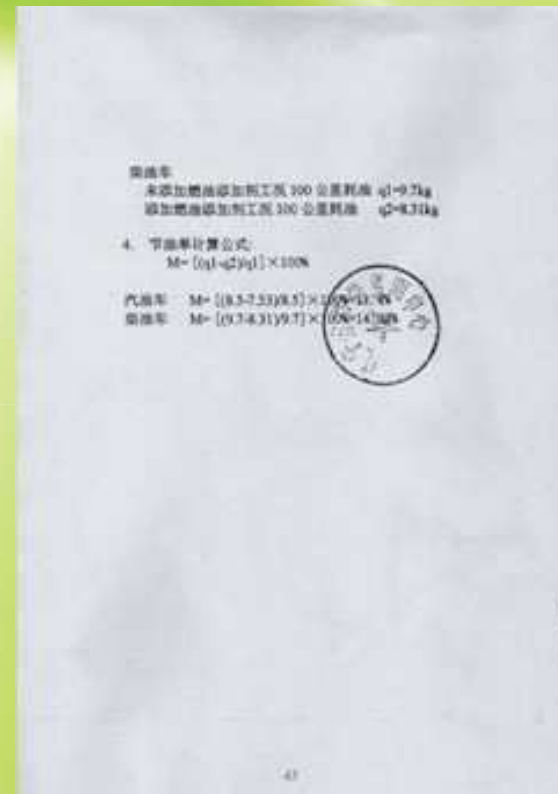 柴油车
未添加燃油添加剂工况 100 公里耗油 q1=9.7kg
添加燃油添加剂工况 100 公里耗油 q2=8.31kg
4. 节油率计算公式:
M= [(q1-q2)/q1]×100%
汽油车 M= [(8.5-7.33)/8.5]×100%
柴油车 M= [(9.7-8.31)/9.7]×100%